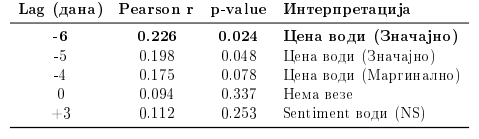 Lag (дана) Pearson r p-value Интерпретација
-6 0.226 0.024 Цена води (Значајно)
-5 0.198 0.048 Цена води (Значајно)
-4 0.175 0.078 Цена води (Маргинално)
0 0.094 0.337 Нема везе
+3 0.112 0.253 Sentiment води (NS)